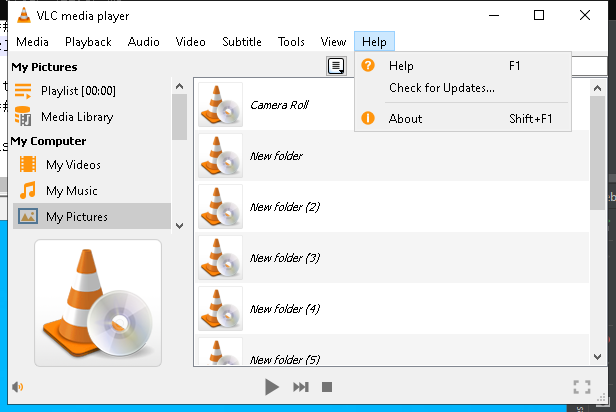 VLC media player
Media Playback Audio Video Subtitle Tools View Help
My Pictures
Playlist [00:00]
Media Library
My Computer
My Videos
My Music
My Pictures
Help F1
Check for Updates...
About Shift+F1
Camera Roll
New folder
New folder (2)
New folder (3)
New folder (4)
New folder (5)